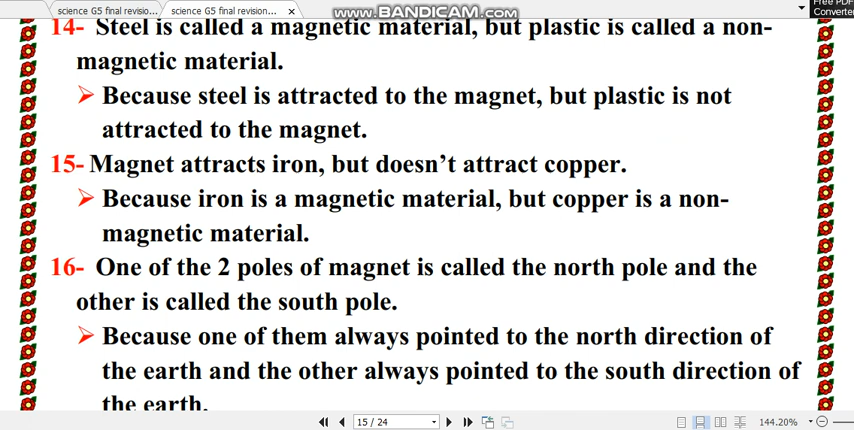 science G5 final revisio... science G5 final revisio... ×
www.BANDICAM.com
Free PDF
Converte
14- Steel is called a magnetic material, but plastic is called a non-
magnetic material.
➢ Because steel is attracted to the magnet, but plastic is not
attracted to the magnet.
15- Magnet attracts iron, but doesn't attract copper.
➢ Because iron is a magnetic material, but copper is a non-
magnetic material.
16- One of the 2 poles of magnet is called the north pole and the
other is called the south pole.
➢ Because one of them always pointed to the north direction of
the earth and the other always pointed to the south direction of
the earth.
15 / 24 144.20%